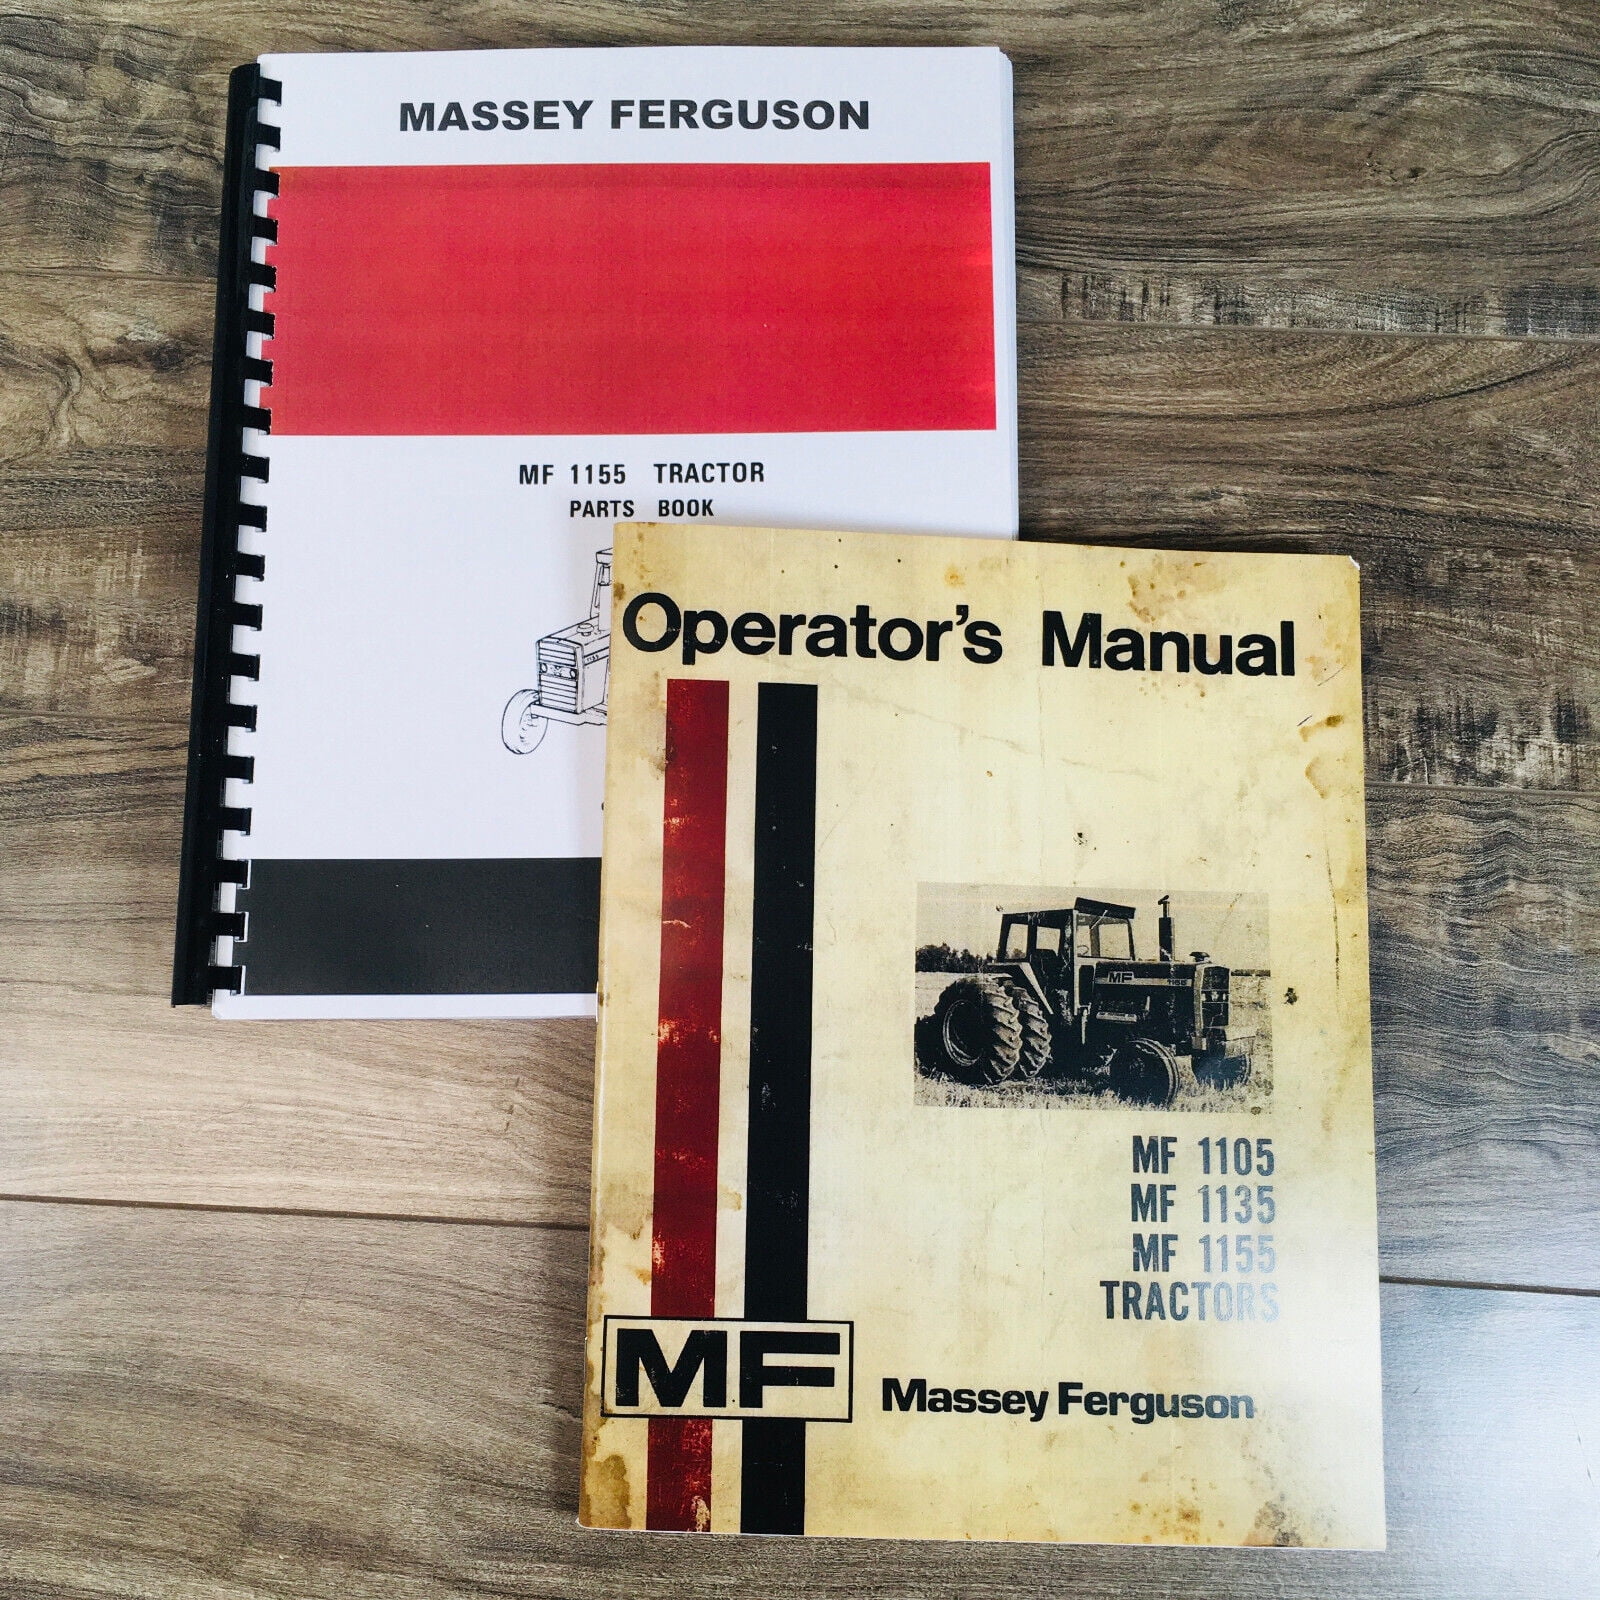 MASSEY FERGUSON
MF 1155 TRACTOR
PARTS BOOK
Operator's Manual
MF
MF 1105
MF 1135
MF 1155
TRACTORS
MF
Massey Ferguson